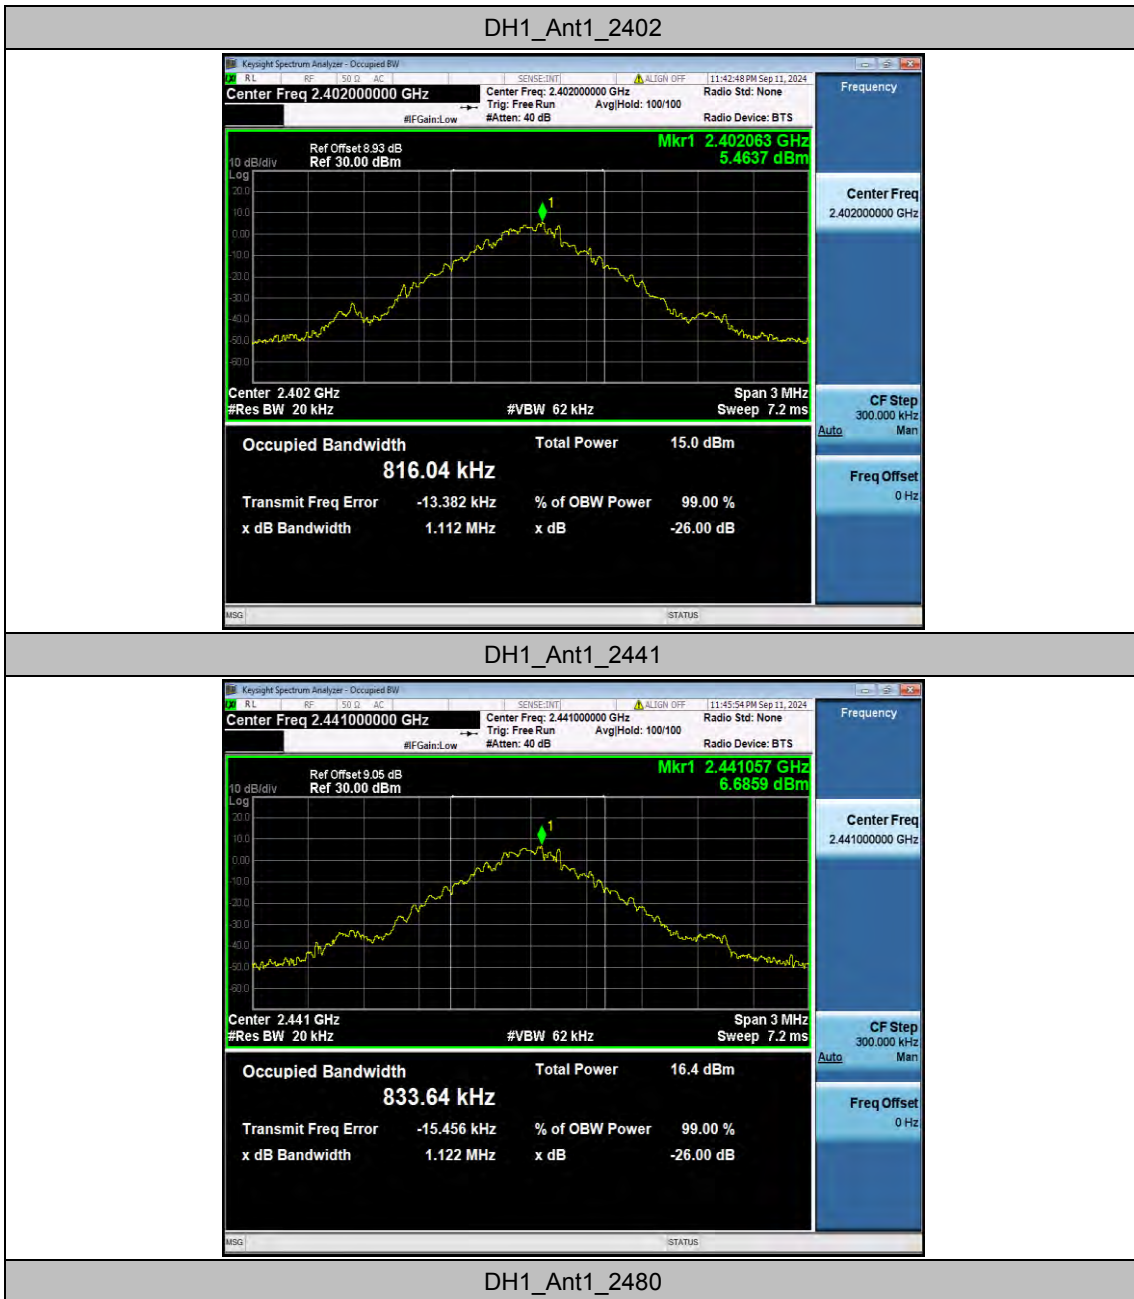 DH1_Ant1_2402
Keysight Spectrum Analyzer - Occupied BW
RL RF 50 Ω AC SENSE:INT ALIGN OFF 11:42:48 PM Sep 11, 2024
Center Freq 2.402000000 GHz Center Freq: 2.402000000 GHz Radio Std: None
Trig: Free Run Avg|Hold: 100/100
#IFGain:Low #Atten: 40 dB Radio Device: BTS
Frequency
Mkr1 2.402063 GHz
5.4637 dBm
Ref Offset 8.93 dB
10 dB/div Ref 30.00 dBm
Log
20.0
10.0
0.00
-10.0
-20.0
-30.0
-40.0
-50.0
-60.0
1
Center 2.402 GHz Span 3 MHz
#Res BW 20 kHz #VBW 62 kHz Sweep 7.2 ms
Center Freq
2.402000000 GHz
CF Step
300.000 kHz
Auto Man
Freq Offset
0 Hz
Occupied Bandwidth Total Power 15.0 dBm
816.04 kHz
Transmit Freq Error -13.382 kHz % of OBW Power 99.00 %
x dB Bandwidth 1.112 MHz x dB -26.00 dB
MSG STATUS
DH1_Ant1_2441
Keysight Spectrum Analyzer - Occupied BW
RL RF 50 Ω AC SENSE:INT ALIGN OFF 11:45:54 PM Sep 11, 2024
Center Freq 2.441000000 GHz Center Freq: 2.441000000 GHz Radio Std: None
Trig: Free Run Avg|Hold: 100/100
#IFGain:Low #Atten: 40 dB Radio Device: BTS
Frequency
Mkr1 2.441057 GHz
6.6859 dBm
Ref Offset 9.05 dB
10 dB/div Ref 30.00 dBm
Log
20.0
10.0
0.00
-10.0
-20.0
-30.0
-40.0
-50.0
-60.0
1
Center 2.441 GHz Span 3 MHz
#Res BW 20 kHz #VBW 62 kHz Sweep 7.2 ms
Center Freq
2.441000000 GHz
CF Step
300.000 kHz
Auto Man
Freq Offset
0 Hz
Occupied Bandwidth Total Power 16.4 dBm
833.64 kHz
Transmit Freq Error -15.456 kHz % of OBW Power 99.00 %
x dB Bandwidth 1.122 MHz x dB -26.00 dB
MSG STATUS
DH1_Ant1_2480